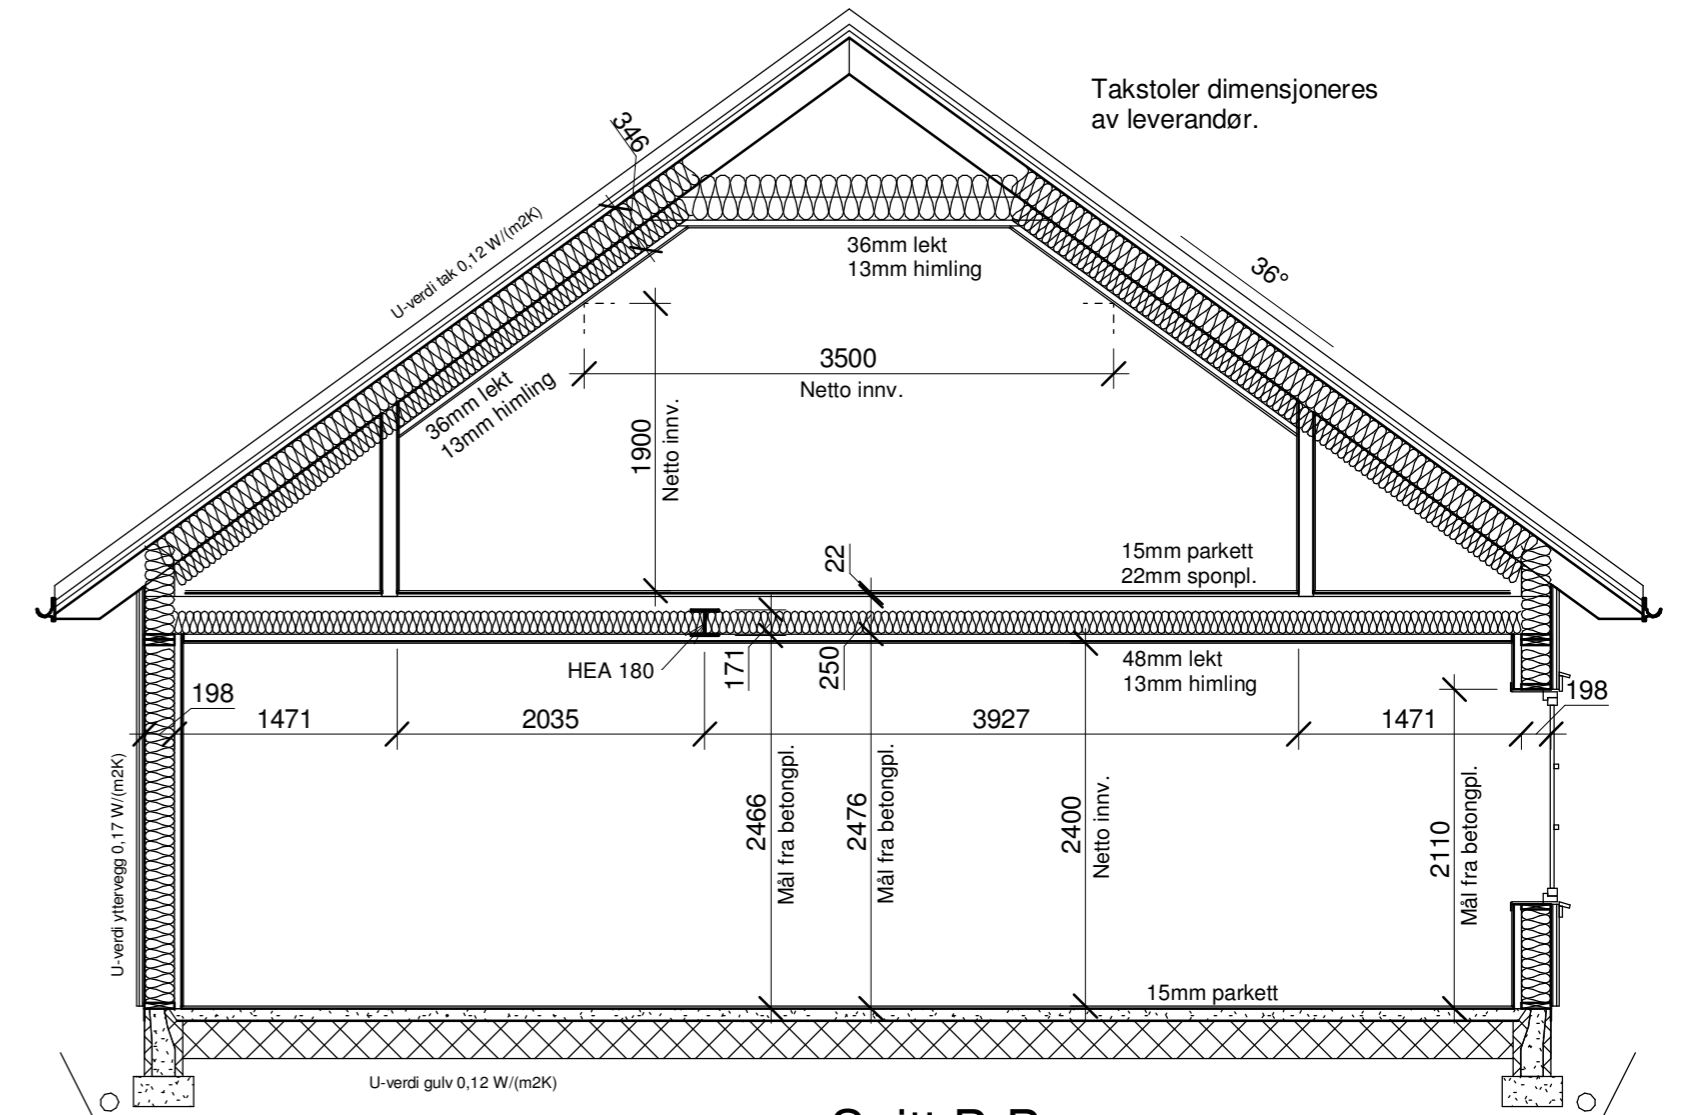 Takstoler dimensjoneres
av leverandør.
346
U-verdi tak 0,12 W/(m2K)
36mm lekt
13mm himling
36°
3500
Netto innv.
36mm lekt
13mm himling
1900
Netto innv.
22
15mm parkett
22mm sponpl.
HEA 180
171
250
48mm lekt
13mm himling
198
1471
2035
3927
1471
198
U-verdi yttervegg 0,17 W/(m2K)
2466
Mål fra betongpl.
2476
Mål fra betongpl.
2400
Netto innv.
2110
Mål fra betongpl.
15mm parkett
U-verdi gulv 0,12 W/(m2K)